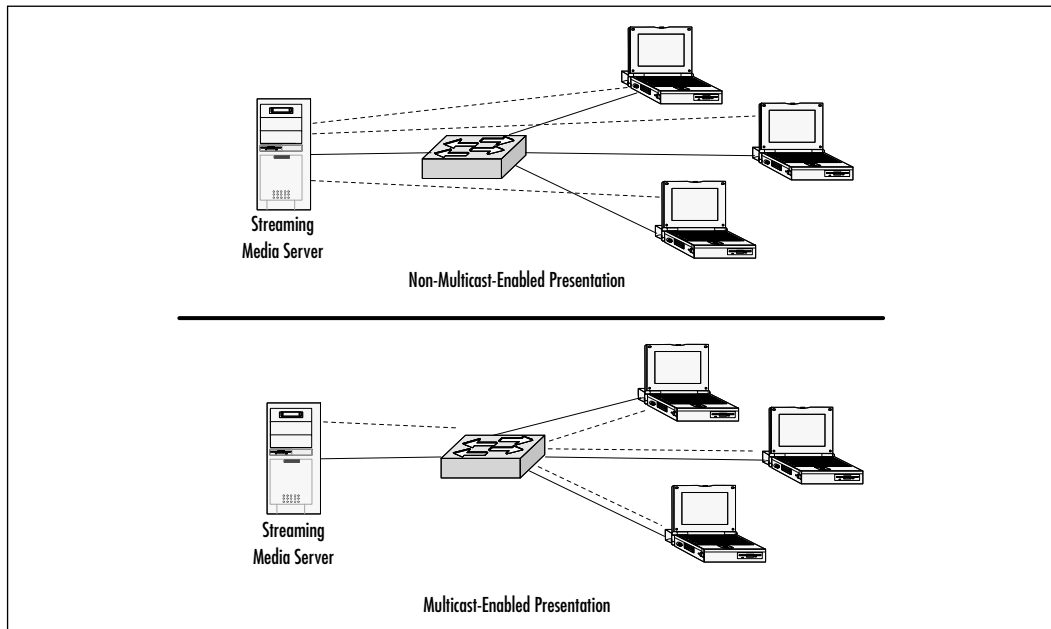 Streaming
Media Server
Non-Multicast-Enabled Presentation
Streaming
Media Server
Multicast-Enabled Presentation